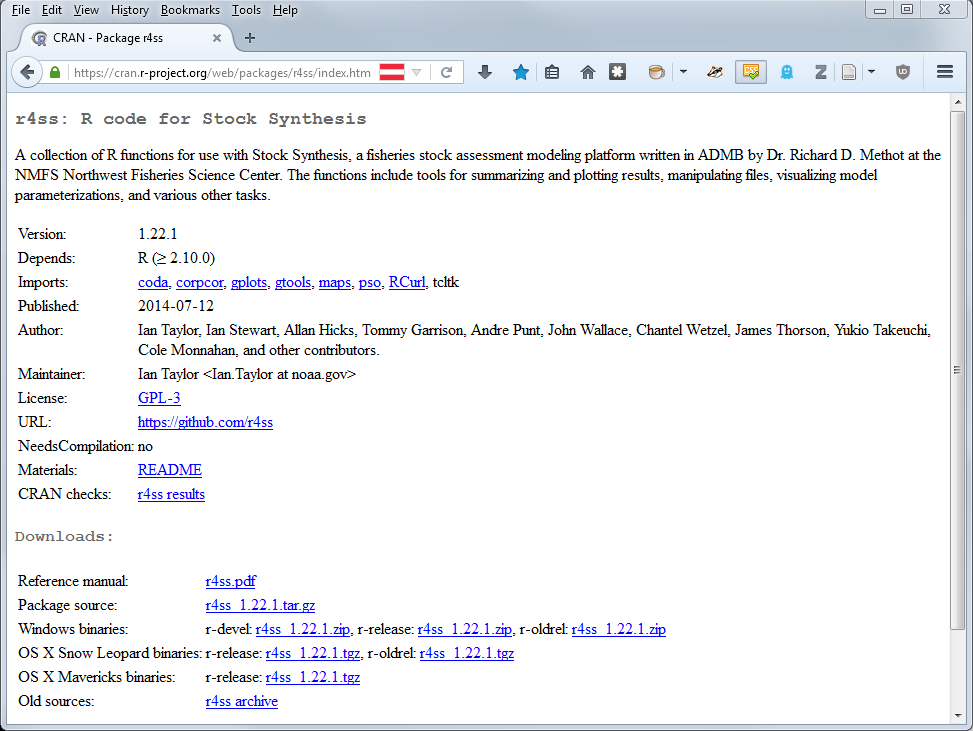 File Edit View History Bookmarks Tools Help
CRAN - Package r4ss
https://cran.r-project.org/web/packages/r4ss/index.htm
r4ss: R code for Stock Synthesis
A collection of R functions for use with Stock Synthesis, a fisheries stock assessment modeling platform written in ADMB by Dr. Richard D. Methot at the
NMFS Northwest Fisheries Science Center. The functions include tools for summarizing and plotting results, manipulating files, visualizing model
parameterizations, and various other tasks.
Version: 1.22.1
Depends: R (≥ 2.10.0)
Imports: coda, corpcor, gplots, gtools, maps, pso, RCurl, tcltk
Published: 2014-07-12
Author: Ian Taylor, Ian Stewart, Allan Hicks, Tommy Garrison, Andre Punt, John Wallace, Chantel Wetzel, James Thorson, Yukio Takeuchi,
Cole Monnahan, and other contributors.
Maintainer: Ian Taylor <Ian.Taylor at noaa.gov>
License: GPL-3
URL: https://github.com/r4ss
NeedsCompilation: no
Materials: README
CRAN checks: r4ss results
Downloads:
Reference manual: r4ss.pdf
Package source: r4ss_1.22.1.tar.gz
Windows binaries: r-devel: r4ss_1.22.1.zip, r-release: r4ss_1.22.1.zip, r-oldrel: r4ss_1.22.1.zip
OS X Snow Leopard binaries: r-release: r4ss_1.22.1.tgz, r-oldrel: r4ss_1.22.1.tgz
OS X Mavericks binaries: r-release: r4ss_1.22.1.tgz
Old sources: r4ss archive